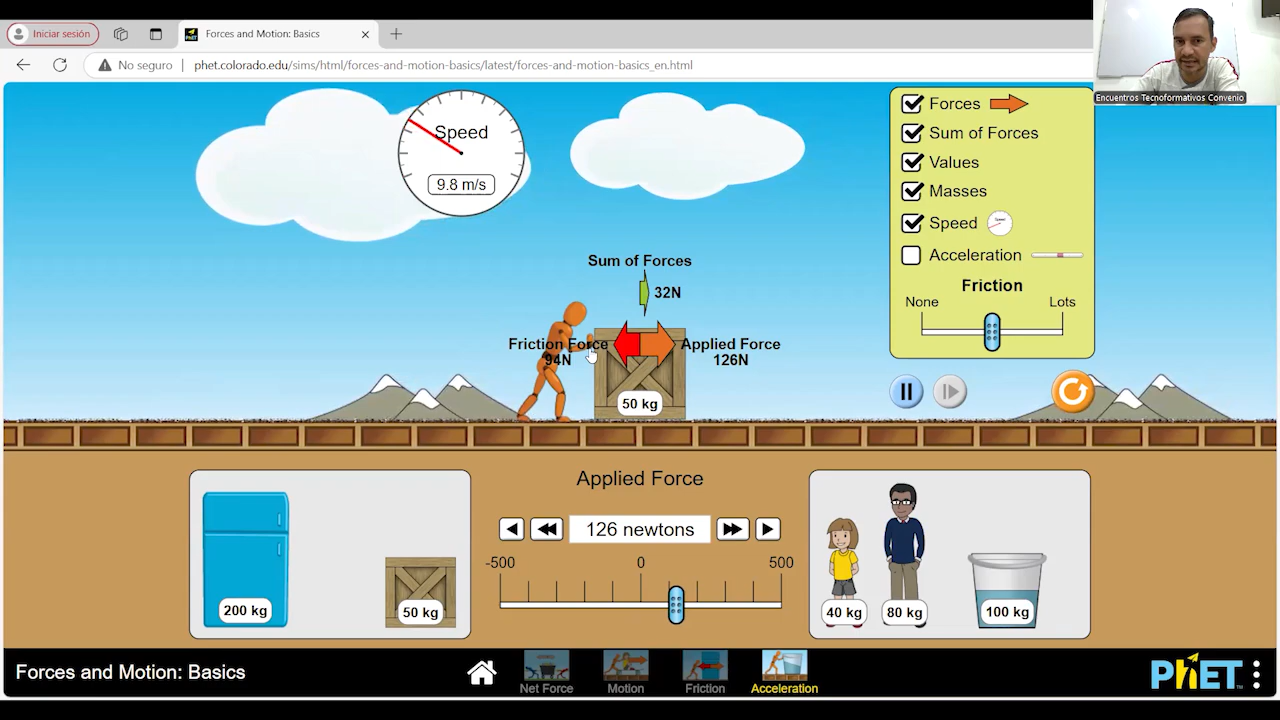 Iniciar sesión
Forces and Motion: Basics
No seguro
phet.colorado.edu/sims/html/forces-and-motion-basics/latest/forces-and-motion-basics_en.html
Encuentros Tecnoformativos Convenio
Speed
9.8 m/s
Forces
Sum of Forces
Values
Masses
Speed
Acceleration
Friction
None
Lots
Sum of Forces
32N
Friction Force
94N
Applied Force
126N
50 kg
Applied Force
126 newtons
-500
0
500
200 kg
50 kg
40 kg
80 kg
100 kg
Forces and Motion: Basics
Net Force
Motion
Friction
Acceleration
PhET